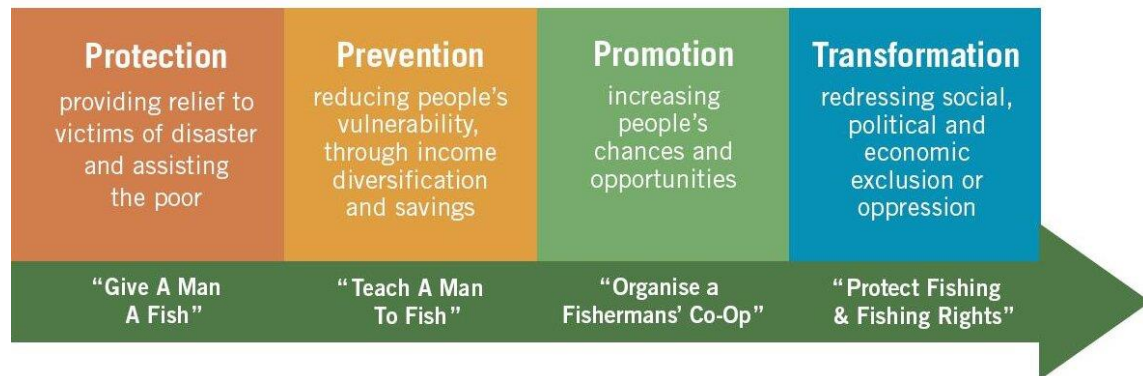 Protection
providing relief to
victims of disaster
and assisting
the poor
Prevention
reducing people's
vulnerability,
through income
diversification
and savings
Promotion
increasing
people's
chances and
opportunities
Transformation
redressing social,
political and
economic
exclusion or
oppression
“Give A Man
A Fish”
“Teach A Man
To Fish”
“Organise a
Fishermans’ Co-Op”
“Protect Fishing
& Fishing Rights”